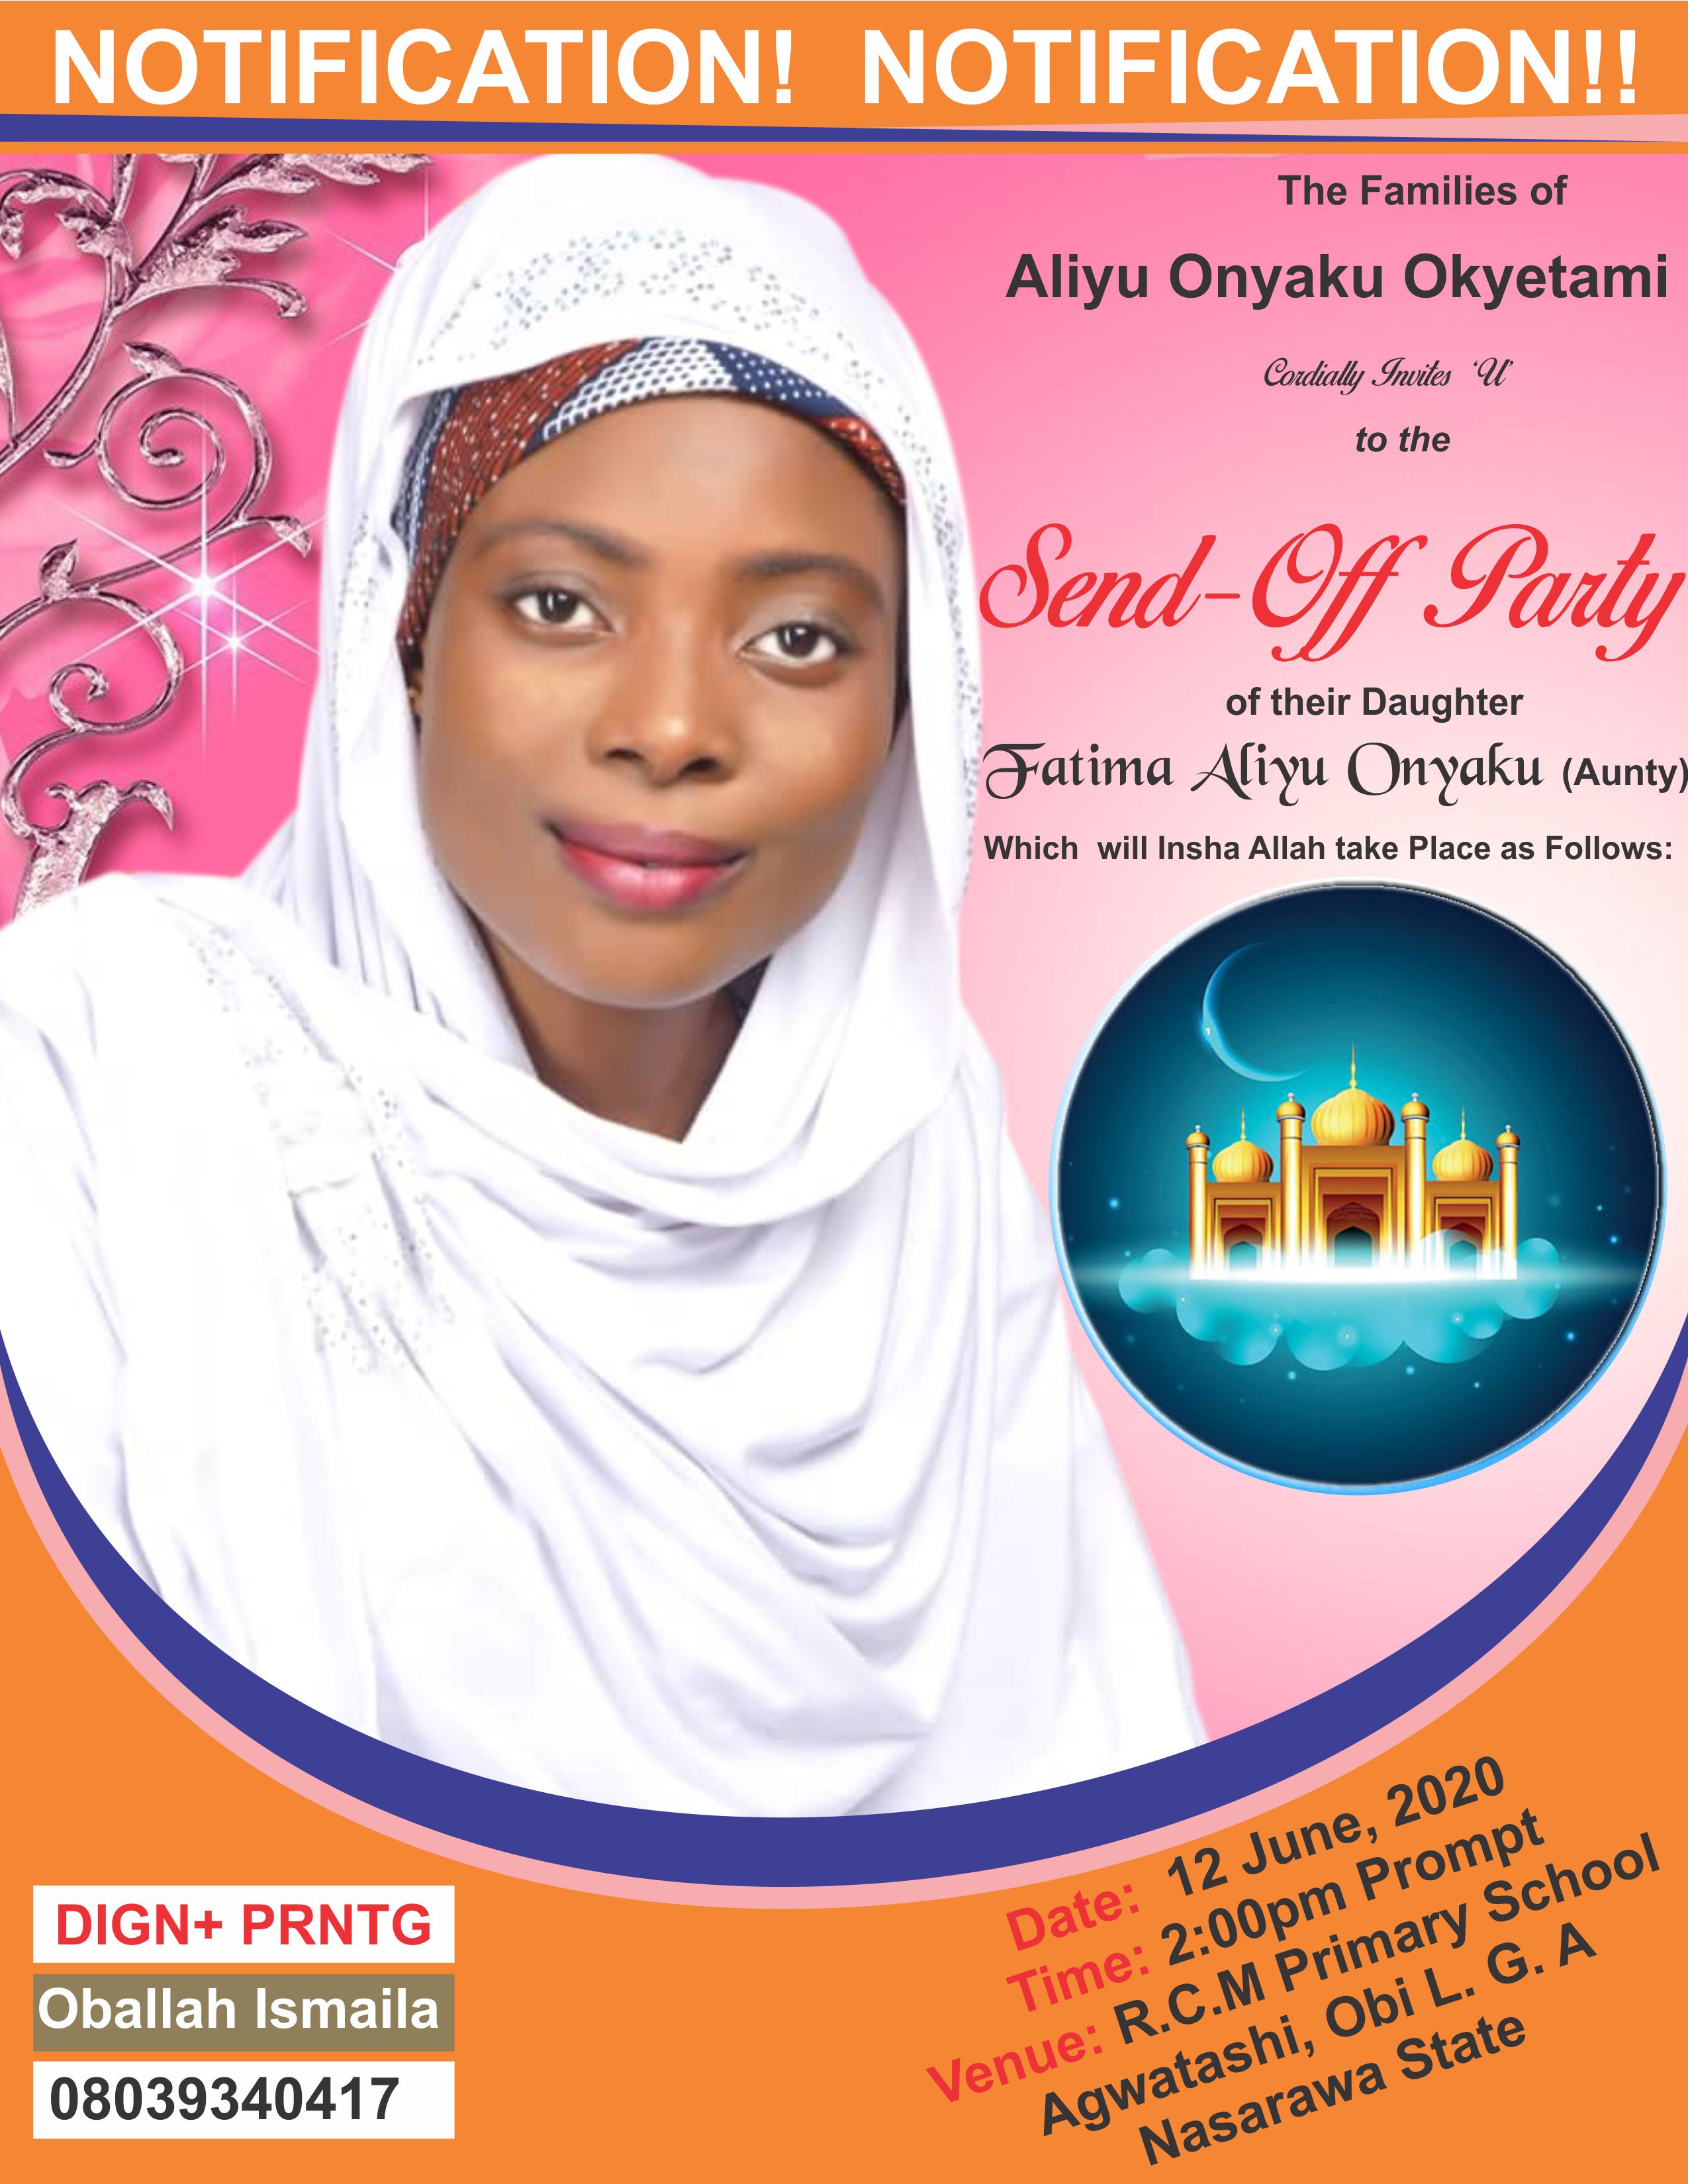 NOTIFICATION! NOTIFICATION!!
The Families of
Aliyu Onyaku Okyetami
Cordially Invites 'U'
to the
Send-Off Party
of their Daughter
Fatima Aliyu Onyaku (Aunty)
Which will Insha Allah take Place as Follows:
Date: 12 June, 2020
Time: 2:00pm Prompt
Venue: R.C.M Primary School
Agwatashi, Obi L. G. A
Nasarawa State
DIGN+ PRNTG
Oballah Ismaila
08039340417